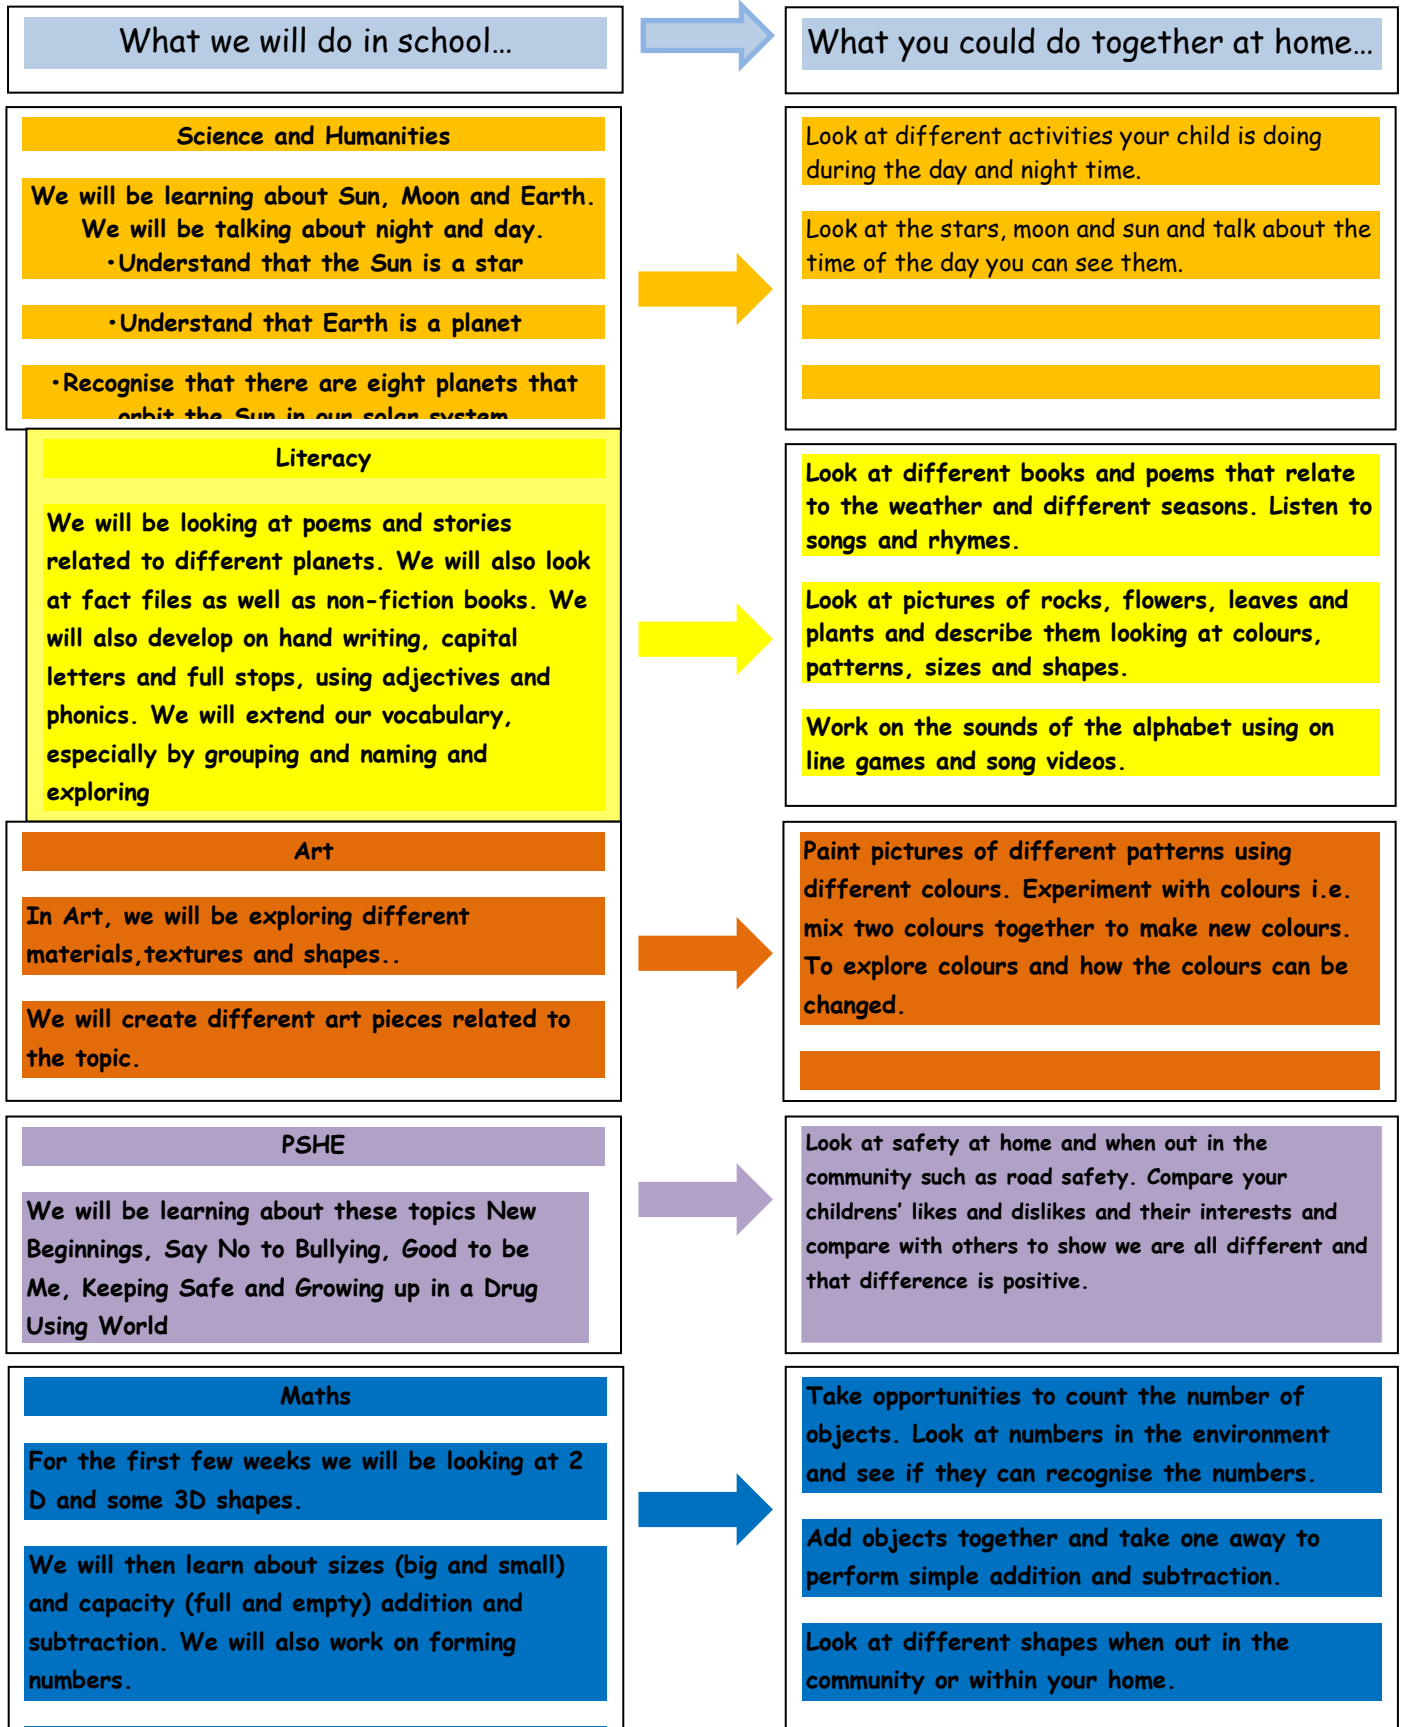 What we will do in school…
What you could do together at home…
Science and Humanities
We will be learning about Sun, Moon and Earth.
We will be talking about night and day.
•Understand that the Sun is a star
•Understand that Earth is a planet
•Recognise that there are eight planets that
orbit the Sun in our solar system
Look at different activities your child is doing
during the day and night time.
Look at the stars, moon and sun and talk about the
time of the day you can see them.
Literacy
We will be looking at poems and stories
related to different planets. We will also look
at fact files as well as non-fiction books. We
will also develop on hand writing, capital
letters and full stops, using adjectives and
phonics. We will extend our vocabulary,
especially by grouping and naming and
exploring
Look at different books and poems that relate
to the weather and different seasons. Listen to
songs and rhymes.
Look at pictures of rocks, flowers, leaves and
plants and describe them looking at colours,
patterns, sizes and shapes.
Work on the sounds of the alphabet using on
line games and song videos.
Art
In Art, we will be exploring different
materials,textures and shapes..
We will create different art pieces related to
the topic.
Paint pictures of different patterns using
different colours. Experiment with colours i.e.
mix two colours together to make new colours.
To explore colours and how the colours can be
changed.
PSHE
We will be learning about these topics New
Beginnings, Say No to Bullying, Good to be
Me, Keeping Safe and Growing up in a Drug
Using World
Look at safety at home and when out in the
community such as road safety. Compare your
childrens’ likes and dislikes and their interests and
compare with others to show we are all different and
that difference is positive.
Maths
For the first few weeks we will be looking at 2
D and some 3D shapes.
We will then learn about sizes (big and small)
and capacity (full and empty) addition and
subtraction. We will also work on forming
numbers.
Take opportunities to count the number of
objects. Look at numbers in the environment
and see if they can recognise the numbers.
Add objects together and take one away to
perform simple addition and subtraction.
Look at different shapes when out in the
community or within your home.